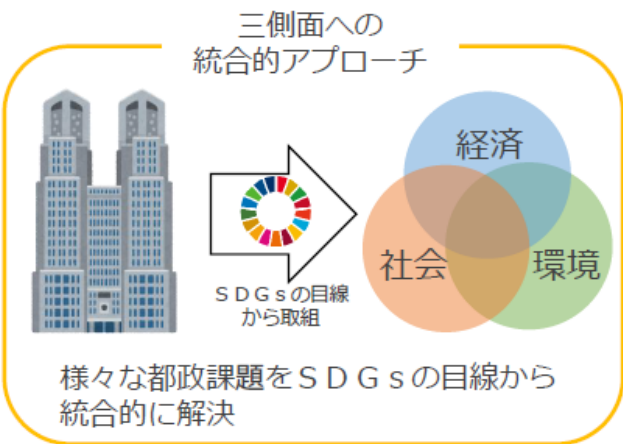 三側面への
統合的アプローチ
経済
社会
環境
ＳＤＧｓの目線
から取組
様々な都政課題をＳＤＧｓの目線から
統合的に解決